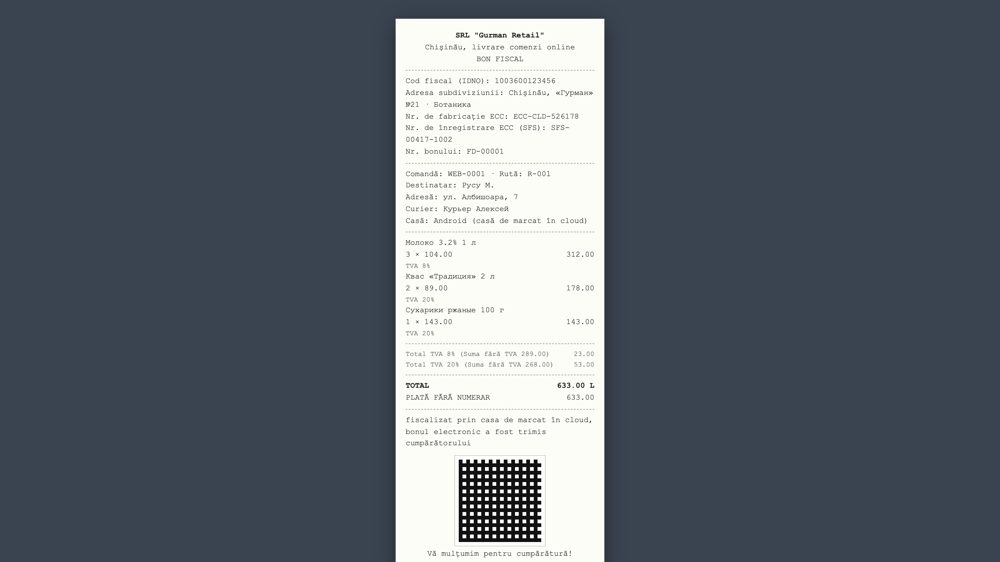 SRL "Gurman Retail"
Chișinău, livrare comenzi online
BON FISCAL
Cod fiscal (IDNO): 1003600123456
Adresa subdiviziunii: Chișinău, «Гурман»
№21 · Ботаника
Nr. de fabricație ECC: ECC-CLD-526178
Nr. de înregistrare ECC (SFS): SFS-
00417-1002
Nr. bonului: FD-00001
Comandă: WEB-0001 · Rută: R-001
Destinatar: Русу М.
Adresă: ул. Албишоара, 7
Curier: Курьер Алексей
Casă: Android (casă de marcat în cloud)
Молоко 3.2% 1 л
3 × 104.00 312.00
TVA 8%
Квас «Традиция» 2 л
2 × 89.00 178.00
TVA 20%
Сухарики ржаные 100 г
1 × 143.00 143.00
TVA 20%
Total TVA 8% (Suma fără TVA 289.00) 23.00
Total TVA 20% (Suma fără TVA 268.00) 53.00
TOTAL 633.00 L
PLATĂ FĂRĂ NUMERAR 633.00
fiscalizat prin casa de marcat în cloud,
bonul electronic a fost trimis
cumpărătorului
Vă mulțumim pentru cumpărătură!